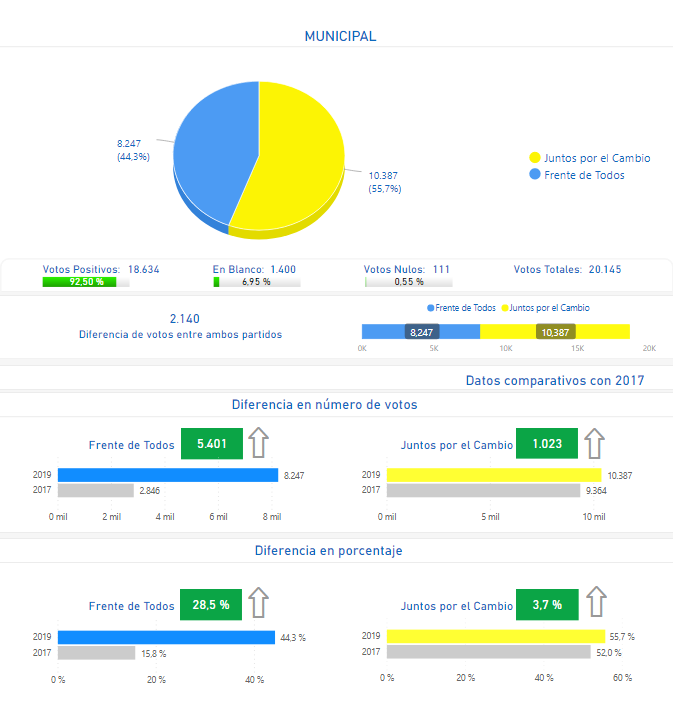 MUNICIPAL
8.247
(44,3%)
10.387
(55,7%)
Juntos por el Cambio
Frente de Todos
Votos Positivos: 18.634
92,50 %
En Blanco: 1.400
6,95 %
Votos Nulos: 111
0,55 %
Votos Totales: 20.145
2.140
Diferencia de votos entre ambos partidos
Frente de Todos Juntos por el Cambio
8,247 10,387
0K 5K 10K 15K 20K
Datos comparativos con 2017
Diferencia en número de votos
Frente de Todos 5.401
2019 8.247
2017 2.846
0 mil 2 mil 4 mil 6 mil 8 mil
Juntos por el Cambio 1.023
2019 10.387
2017 9.364
0 mil 5 mil 10 mil
Diferencia en porcentaje
Frente de Todos 28,5 %
2019 44,3 %
2017 15,8 %
0 % 20 % 40 %
Juntos por el Cambio 3,7 %
2019 55,7 %
2017 52,0 %
0 % 20 % 40 % 60 %